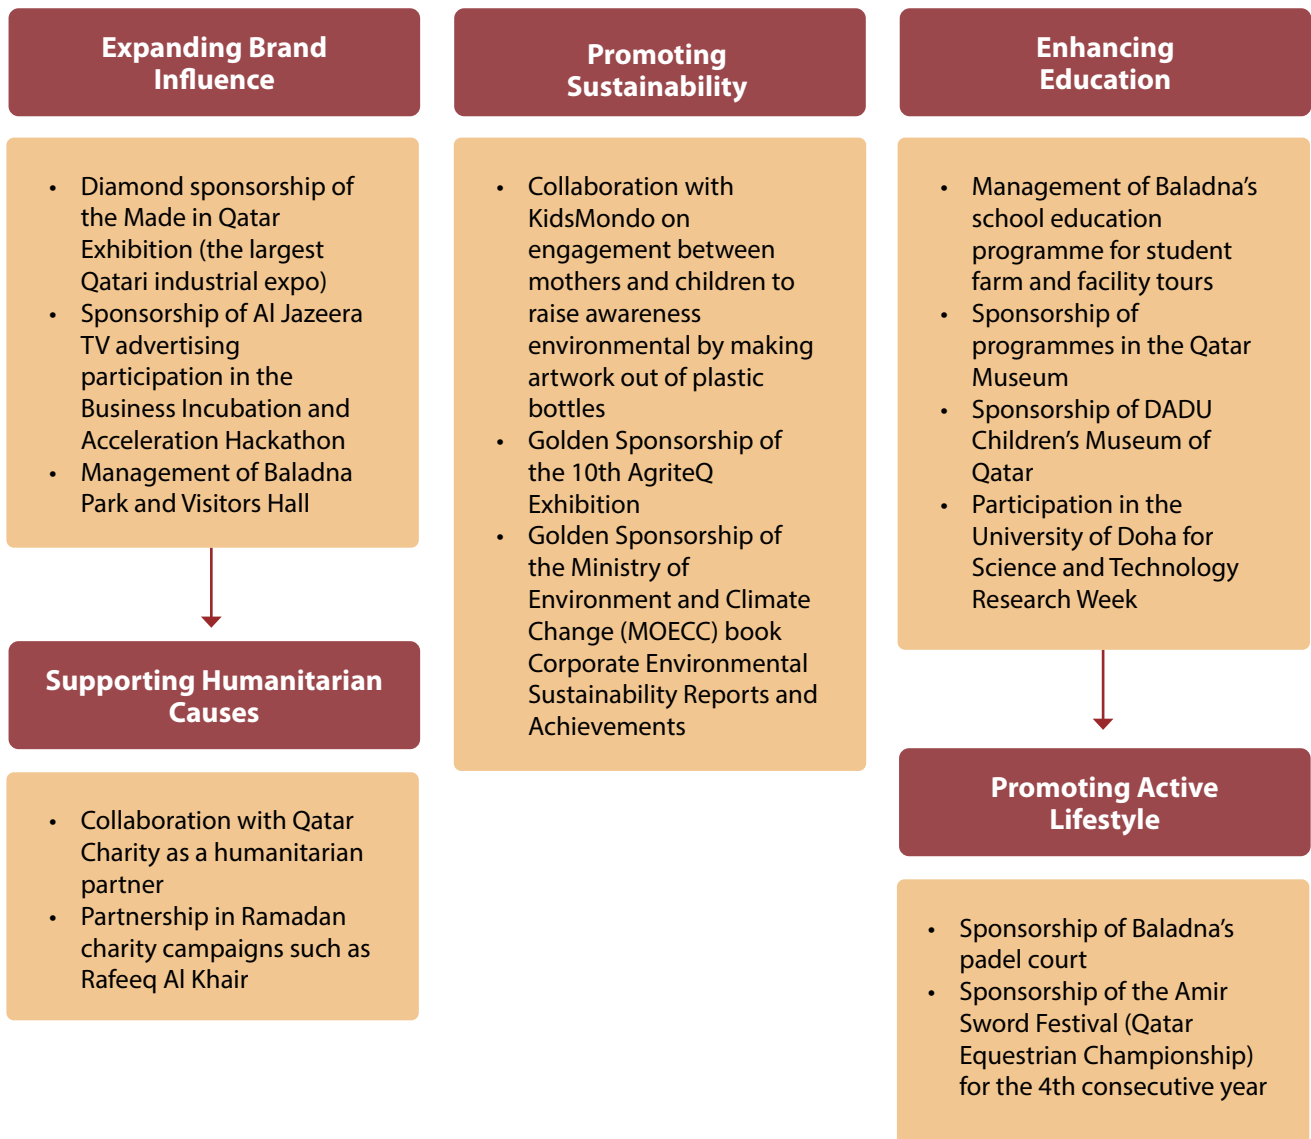 Expanding Brand
Influence
• Diamond sponsorship of
the Made in Qatar
Exhibition (the largest
Qatari industrial expo)
• Sponsorship of Al Jazeera
TV advertising
participation in the
Business Incubation and
Acceleration Hackathon
• Management of Baladna
Park and Visitors Hall
Supporting Humanitarian
Causes
• Collaboration with Qatar
Charity as a humanitarian
partner
• Partnership in Ramadan
charity campaigns such as
Rafeeq Al Khair
Promoting
Sustainability
• Collaboration with
KidsMondo on
engagement between
mothers and children to
raise awareness
environmental by making
artwork out of plastic
bottles
• Golden Sponsorship of
the 10th AgriteQ
Exhibition
• Golden Sponsorship of
the Ministry of
Environment and Climate
Change (MOECC) book
Corporate Environmental
Sustainability Reports and
Achievements
Enhancing
Education
• Management of Baladna’s
school education
programme for student
farm and facility tours
• Sponsorship of
programmes in the Qatar
Museum
• Sponsorship of DADU
Children’s Museum of
Qatar
• Participation in the
University of Doha for
Science and Technology
Research Week
Promoting Active
Lifestyle
• Sponsorship of Baladna’s
padel court
• Sponsorship of the Amir
Sword Festival (Qatar
Equestrian Championship)
for the 4th consecutive year